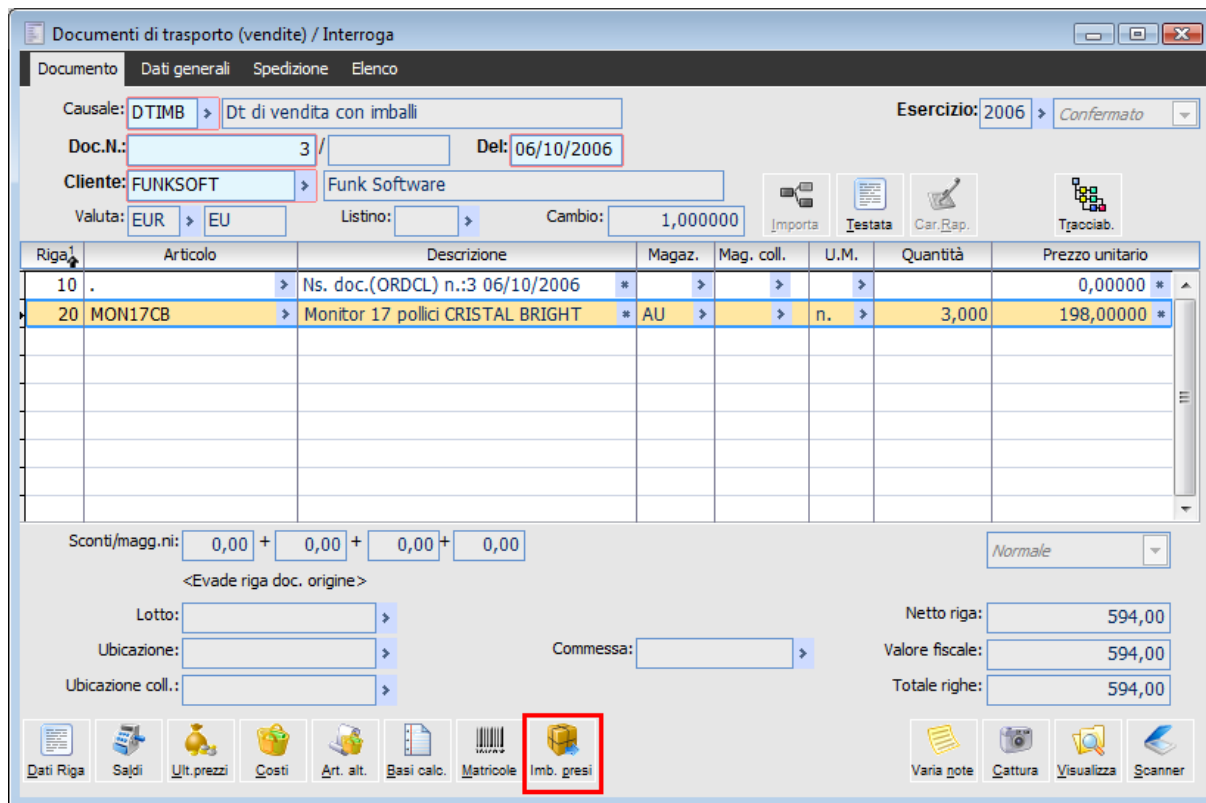 Documenti di trasporto (vendite) / Interroga
Documento Dati generali Spedizione Elenco
Causale: DTIMB Dt di vendita con imballi Esercizio: 2006 Confermato
Doc.N.: 3 / Del: 06/10/2006
Cliente: FUNKSOFT Funk Software
Valuta: EUR EU Listino: Cambio: 1,000000 Importa Testata Car.Rap. Tracciab.
Riga 1 Articolo Descrizione Magaz. Mag. coll. U.M. Quantità Prezzo unitario
10 . Ns. doc.(ORDCL) n.:3 06/10/2006 0,00000
20 MON17CB Monitor 17 pollici CRISTAL BRIGHT AU n. 3,000 198,00000
Sconti/magg.ni: 0,00 + 0,00 + 0,00 + 0,00 Normale
<Evade riga doc. origine>
Lotto: Netto riga: 594,00
Ubicazione: Commessa: Valore fiscale: 594,00
Ubicazione coll.: Totale righe: 594,00
Dati Riga Saldi Ult.prezzi Costi Art. alt. Basi calc. Matricole Imb. presi Varia note Cattura Visualizza Scanner